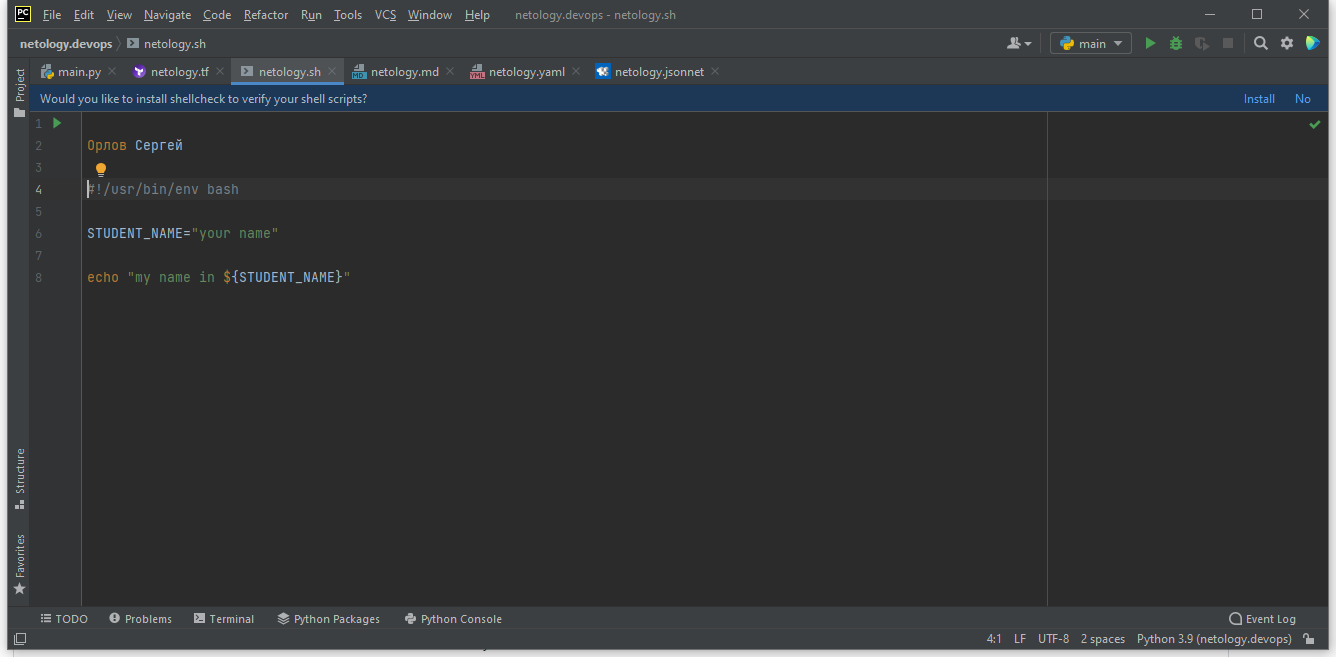 PC File Edit View Navigate Code Refactor Run Tools VCS Window Help netology.devops - netology.sh
netology.devops netology.sh main
main.py netology.tf netology.sh netology.md netology.yaml netology.jsonnet
Would you like to install shellcheck to verify your shell scripts? Install No
Project
1
2 Орлов Сергей
3
4 #!/usr/bin/env bash
5
6 STUDENT_NAME="your name"
7
8 echo "my name in ${STUDENT_NAME}"
Structure
Favorites
TODO Problems Terminal Python Packages Python Console Event Log
4:1 LF UTF-8 2 spaces Python 3.9 (netology.devops)